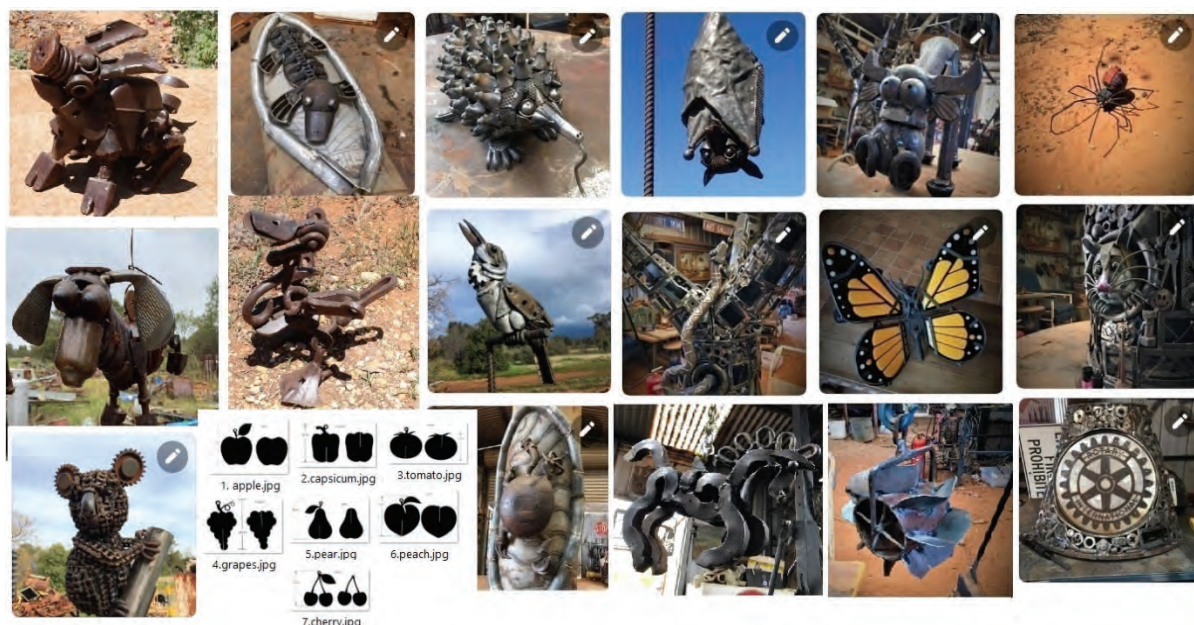 1. apple.jpg
2.capsicum.jpg
3.tomato.jpg
4.grapes.jpg
5.pear.jpg
6.peach.jpg
7.cherry.jpg
ROTARY
INTERNATIONAL
PROHIBITE